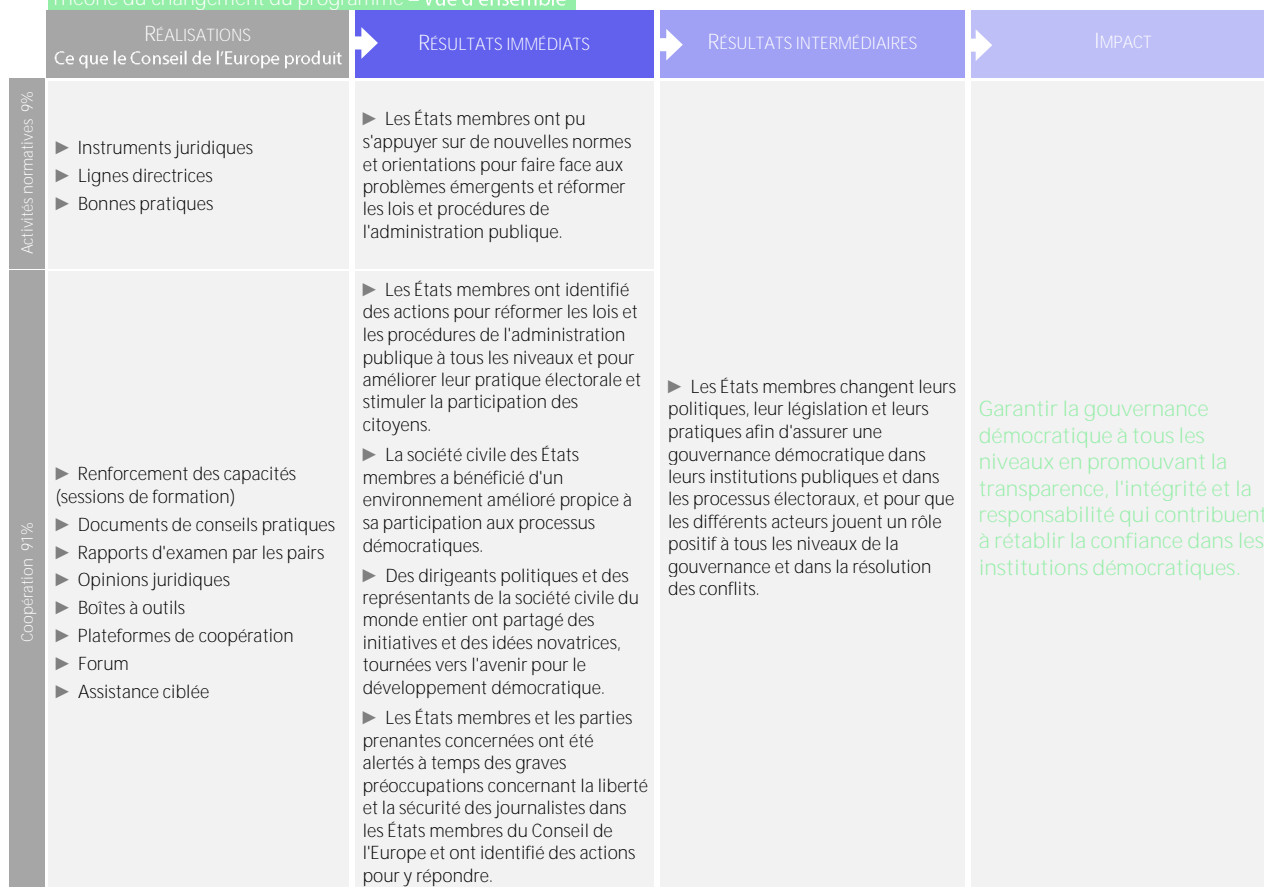 Théorie du changement du programme – Vue d'ensemble
RÉALISATIONS
Ce que le Conseil de l'Europe produit
RÉSULTATS IMMÉDIATS
RÉSULTATS INTERMÉDIAIRES
IMPACT
Activités normatives 9%
► Instruments juridiques
► Lignes directrices
► Bonnes pratiques
► Les États membres ont pu
s'appuyer sur de nouvelles normes
et orientations pour faire face aux
problèmes émergents et réformer
les lois et procédures de
l'administration publique.
Coopération 91%
► Renforcement des capacités
(sessions de formation)
► Documents de conseils pratiques
► Rapports d'examen par les pairs
► Opinions juridiques
► Boîtes à outils
► Plateformes de coopération
► Forum
► Assistance ciblée
► Les États membres ont identifié
des actions pour réformer les lois et
les procédures de l'administration
publique à tous les niveaux et pour
améliorer leur pratique électorale et
stimuler la participation des
citoyens.
► La société civile des États
membres a bénéficié d'un
environnement amélioré propice à
sa participation aux processus
démocratiques.
► Des dirigeants politiques et des
représentants de la société civile du
monde entier ont partagé des
initiatives et des idées novatrices,
tournées vers l'avenir pour le
développement démocratique.
► Les États membres et les parties
prenantes concernées ont été
alertés à temps des graves
préoccupations concernant la liberté
et la sécurité des journalistes dans
les États membres du Conseil de
l'Europe et ont identifié des actions
pour y répondre.
► Les États membres changent leurs
politiques, leur législation et leurs
pratiques afin d'assurer une
gouvernance démocratique dans
leurs institutions publiques et dans
les processus électoraux, et pour que
les différents acteurs jouent un rôle
positif à tous les niveaux de la
gouvernance et dans la résolution
des conflits.
Garantir la gouvernance
démocratique à tous les
niveaux en promouvant la
transparence, l'intégrité et la
responsabilité qui contribuent
à rétablir la confiance dans les
institutions démocratiques.